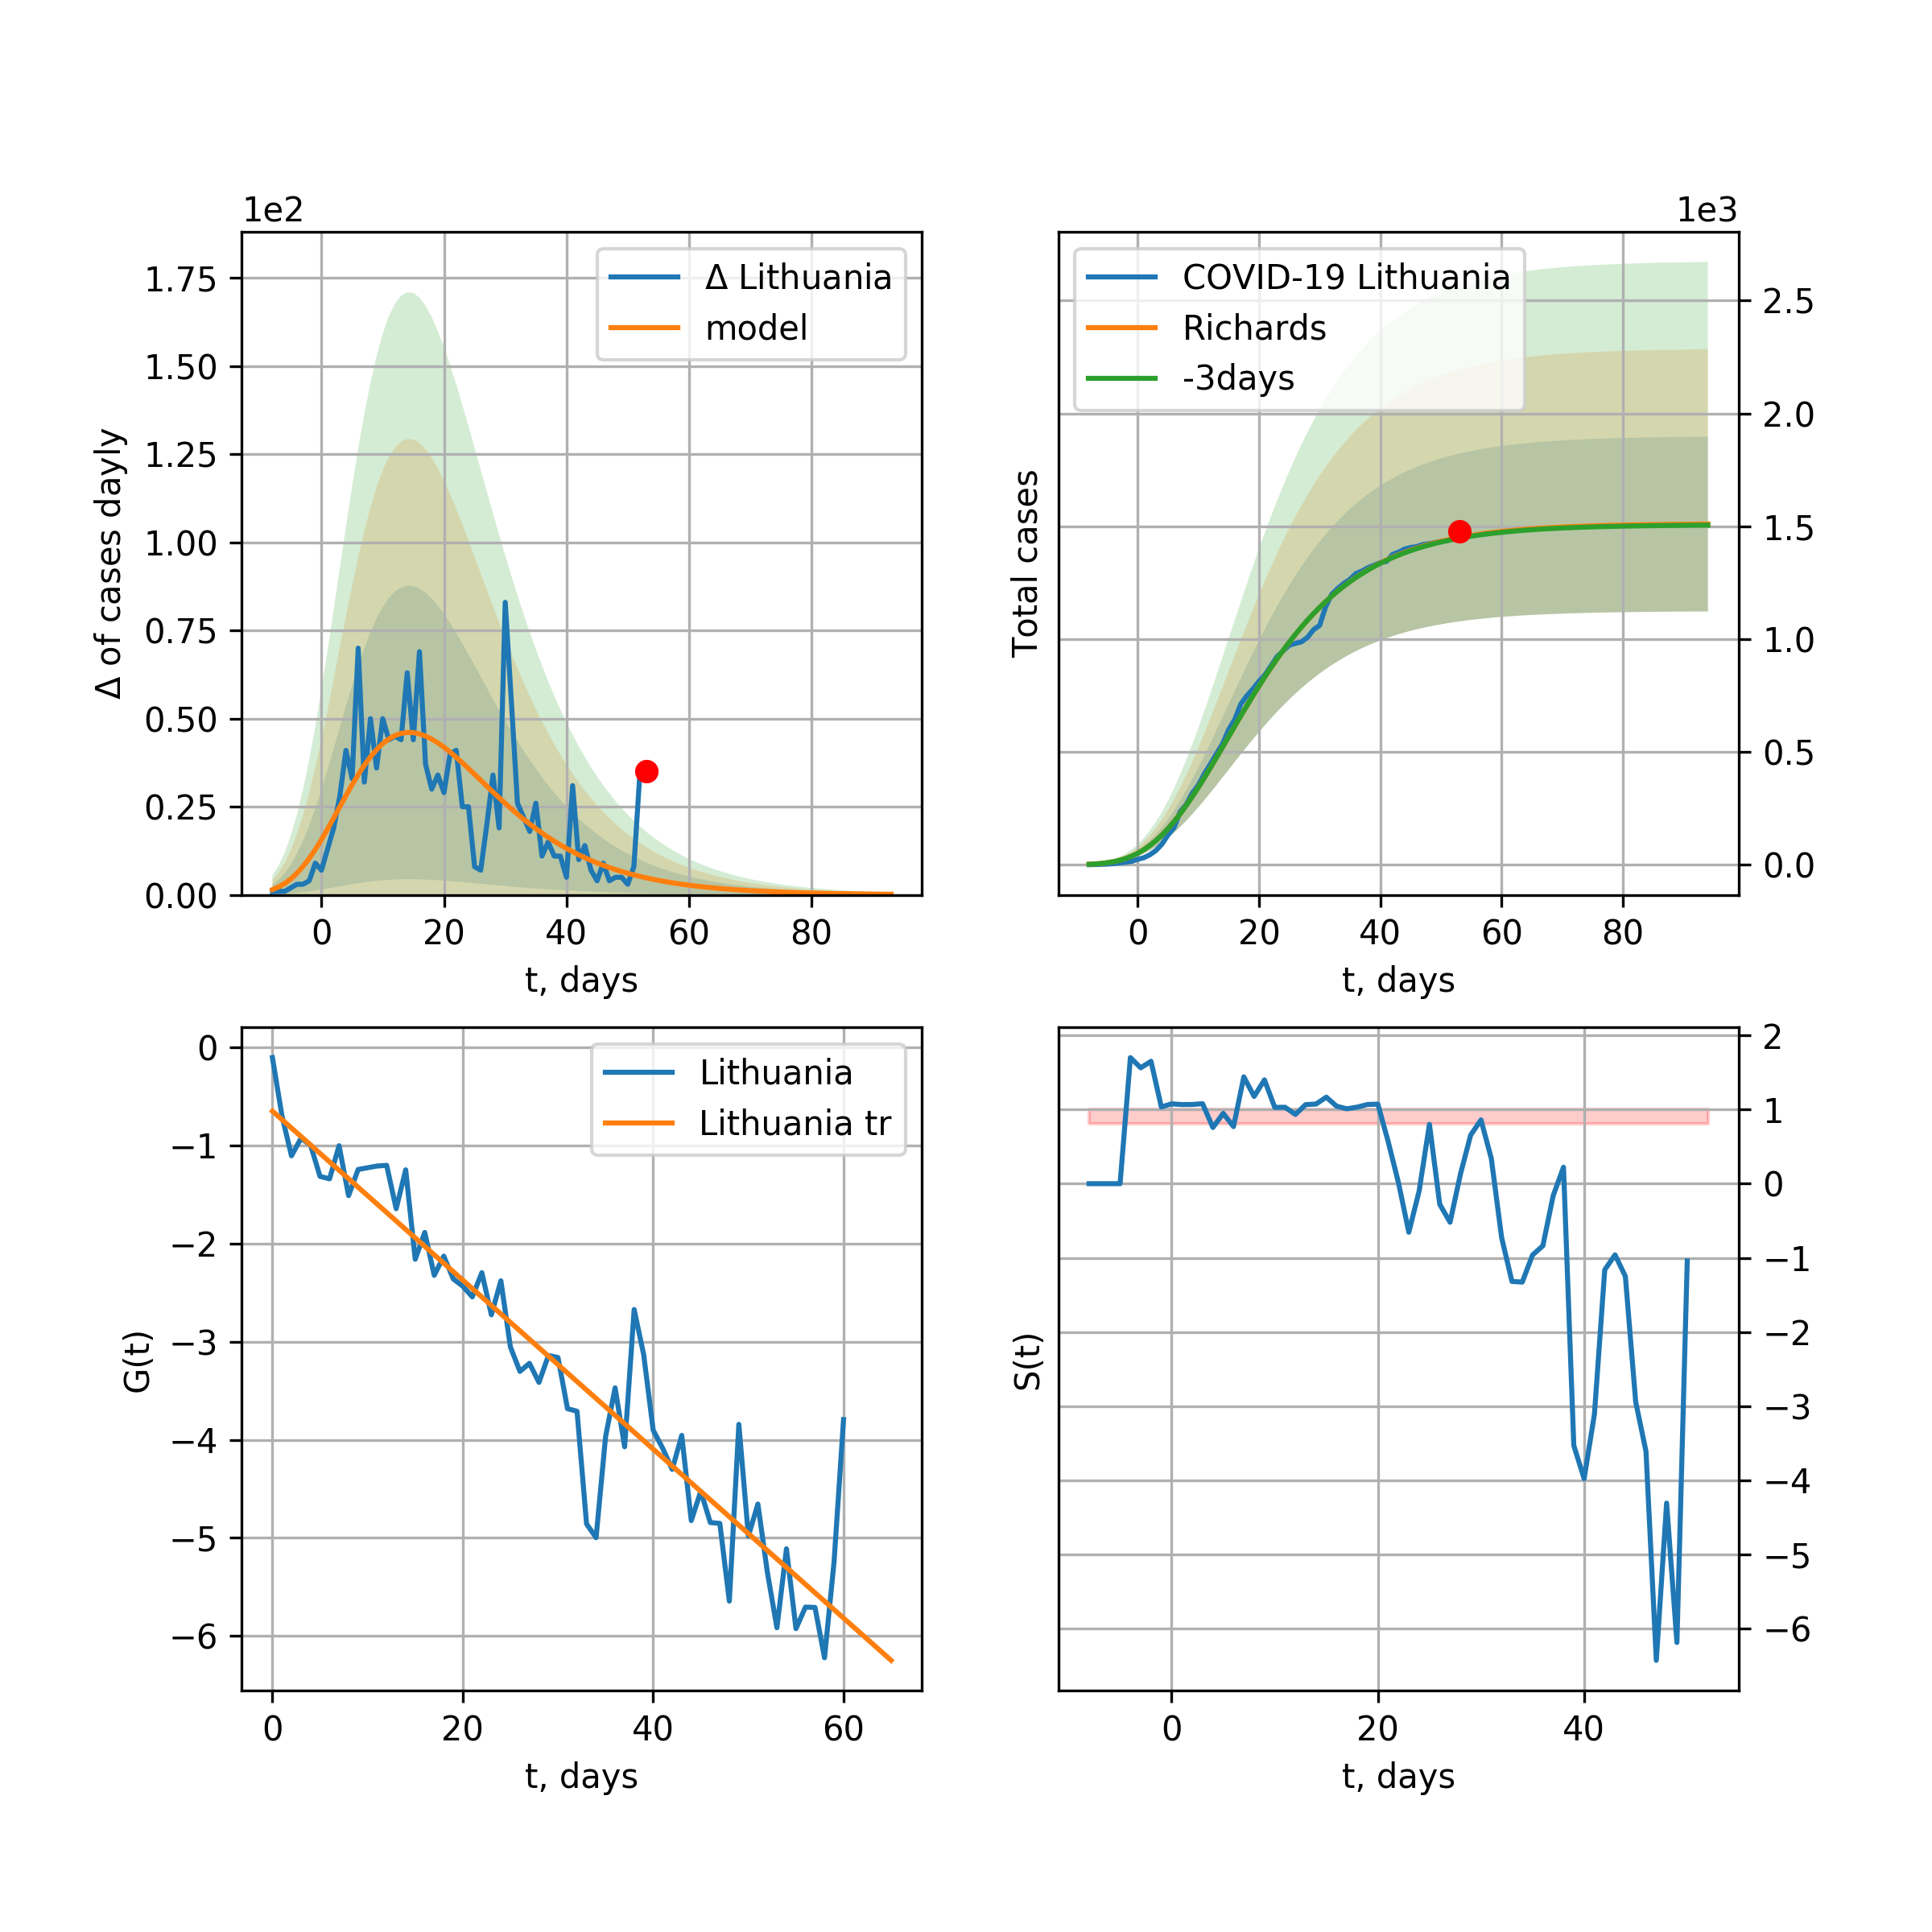 1e2
Δ of cases dayly
1.75
1.50
1.25
1.00
0.75
0.50
0.25
0.00
0 20 40 60 80
t, days
Δ Lithuania
model
1e3
Total cases
COVID-19 Lithuania
Richards
-3days
2.5
2.0
1.5
1.0
0.5
0.0
0 20 40 60 80
t, days
G(t)
0
−1
−2
−3
−4
−5
−6
0 20 40 60
t, days
Lithuania
Lithuania tr
S(t)
2
1
0
−1
−2
−3
−4
−5
−6
0 20 40
t, days